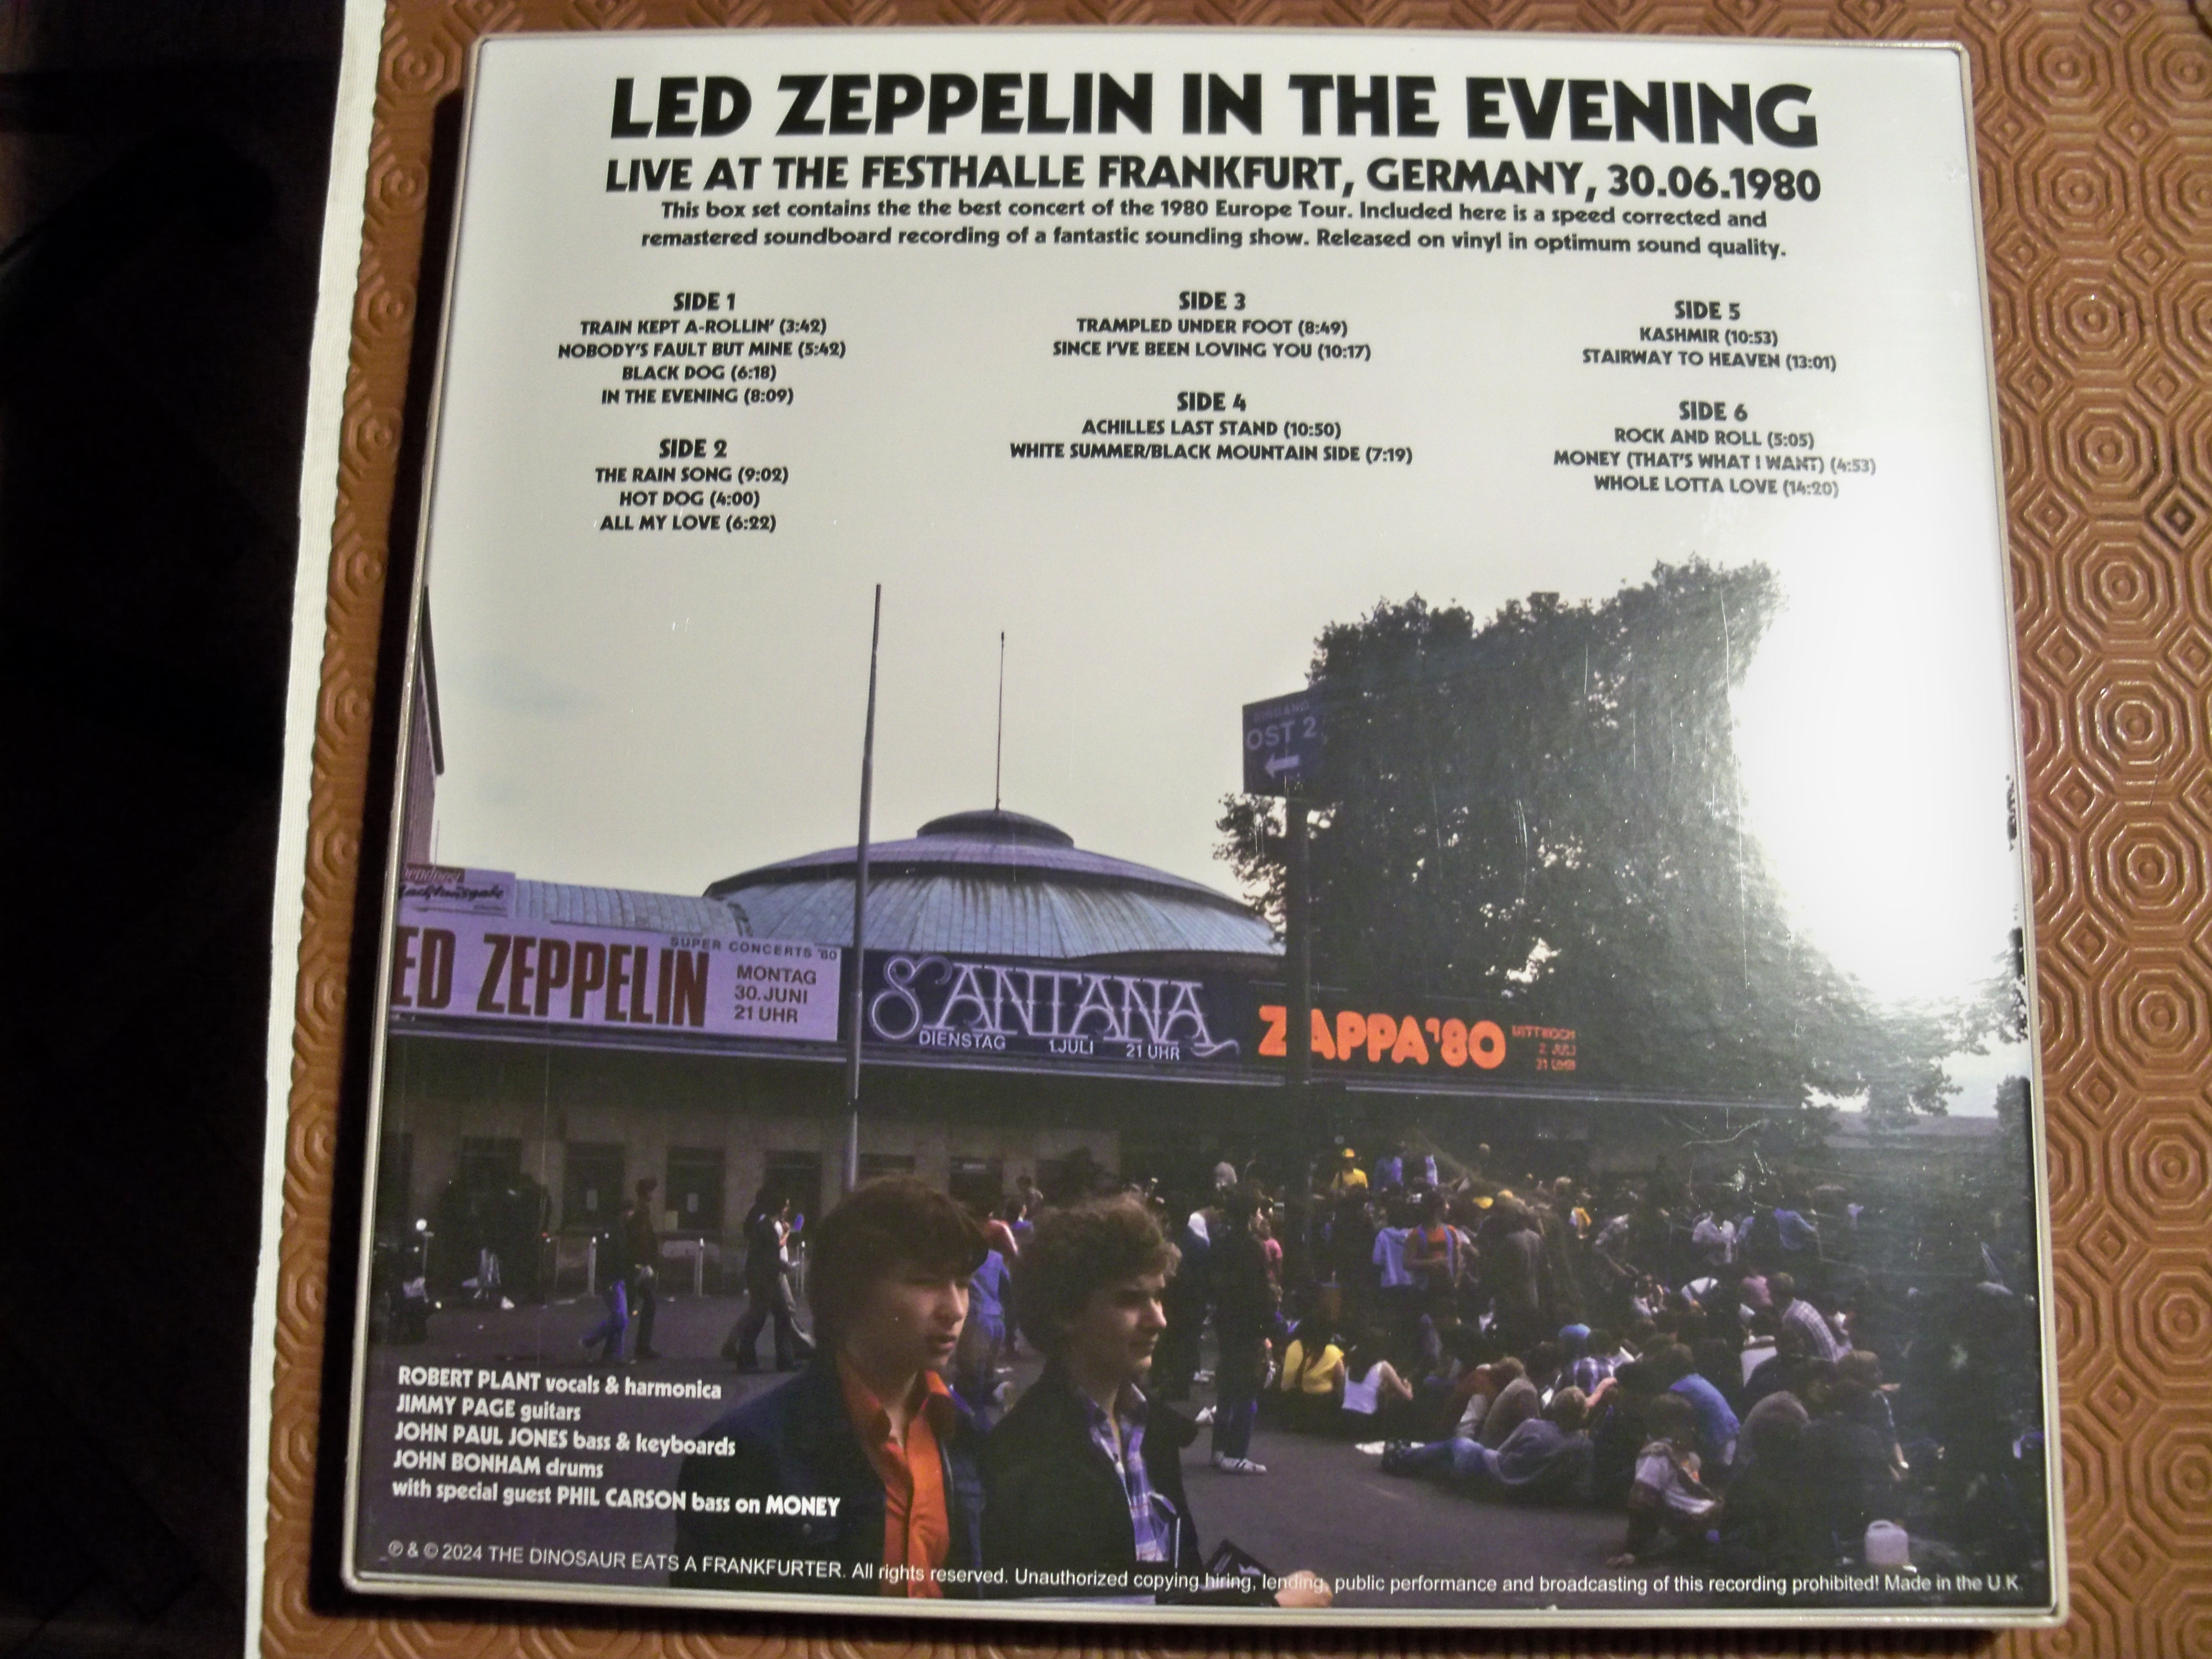 LED ZEPPELIN IN THE EVENING
LIVE AT THE FESTHALLE FRANKFURT, GERMANY, 30.06.1980
This box set contains the the best concert of the 1980 Europe Tour. Included here is a speed corrected and
remastered soundboard recording of a fantastic sounding show. Released on vinyl in optimum sound quality.
SIDE 1
TRAIN KEPT A-ROLLIN' (3:42)
NOBODY'S FAULT BUT MINE (5:42)
BLACK DOG (6:18)
IN THE EVENING (8:09)
SIDE 2
THE RAIN SONG (9:02)
HOT DOG (4:00)
ALL MY LOVE (6:22)
SIDE 3
TRAMPLED UNDER FOOT (8:49)
SINCE I'VE BEEN LOVING YOU (10:17)
SIDE 4
ACHILLES LAST STAND (10:50)
WHITE SUMMER/BLACK MOUNTAIN SIDE (7:19)
SIDE 5
KASHMIR (10:53)
STAIRWAY TO HEAVEN (13:01)
SIDE 6
ROCK AND ROLL (5:05)
MONEY (THAT'S WHAT I WANT) (4:53)
WHOLE LOTTA LOVE (14:20)
EINGANG
OST 2
ED ZEPPELIN
SUPER CONCERTS '80
MONTAG
30. JUNI
21 UHR
SANTANA
DIENSTAG 1. JULI 21 UHR
ZAPPA '80
MITTWOCH
2. JULI
21 UHR
ROBERT PLANT vocals & harmonica
JIMMY PAGE guitars
JOHN PAUL JONES bass & keyboards
JOHN BONHAM drums
with special guest PHIL CARSON bass on MONEY
℗ & © 2024 THE DINOSAUR EATS A FRANKFURTER. All rights reserved. Unauthorized copying hiring, lending, public performance and broadcasting of this recording prohibited! Made in the U.K.